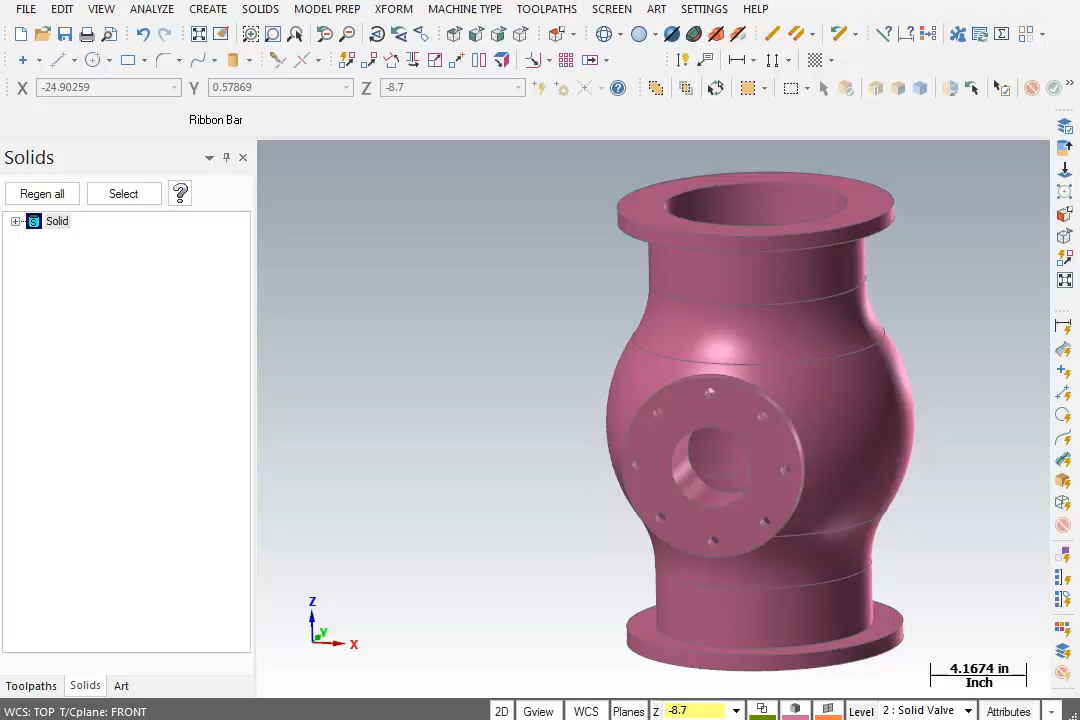 FILE EDIT VIEW ANALYZE CREATE SOLIDS MODEL PREP XFORM MACHINE TYPE TOOLPATHS SCREEN ART SETTINGS HELP
X -24.90259 Y 0.57869 Z -8.7
Ribbon Bar
Solids
Regen all Select ?
Solid
Z
Y
X
4.1674 in
Inch
Toolpaths Solids Art
WCS: TOP T/Cplane: FRONT 2D Gview WCS Planes Z -8.7 Level 2 : Solid Valve Attributes